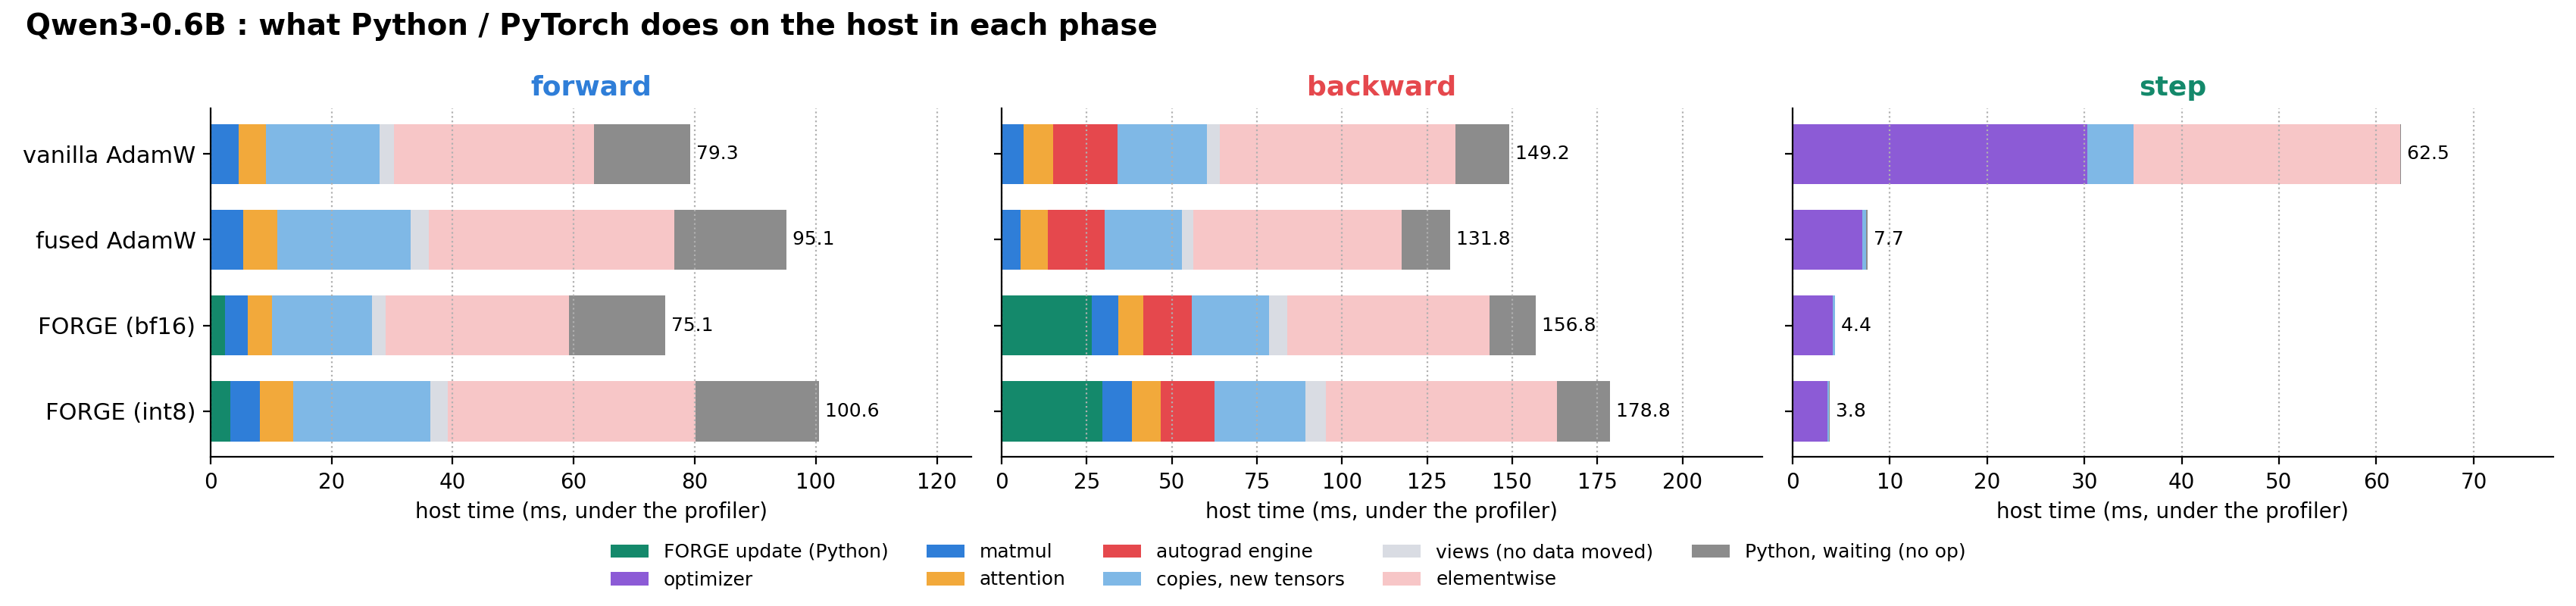 Qwen3-0.6B : what Python / PyTorch does on the host in each phase
forward
backward
step
vanilla AdamW
79.3
149.2
62.5
fused AdamW
95.1
131.8
7.7
FORGE (bf16)
75.1
156.8
4.4
FORGE (int8)
100.6
178.8
3.8
0 20 40 60 80 100 120
0 25 50 75 100 125 150 175 200
0 10 20 30 40 50 60 70
host time (ms, under the profiler)
host time (ms, under the profiler)
host time (ms, under the profiler)
FORGE update (Python)
matmul
autograd engine
views (no data moved)
Python, waiting (no op)
optimizer
attention
copies, new tensors
elementwise